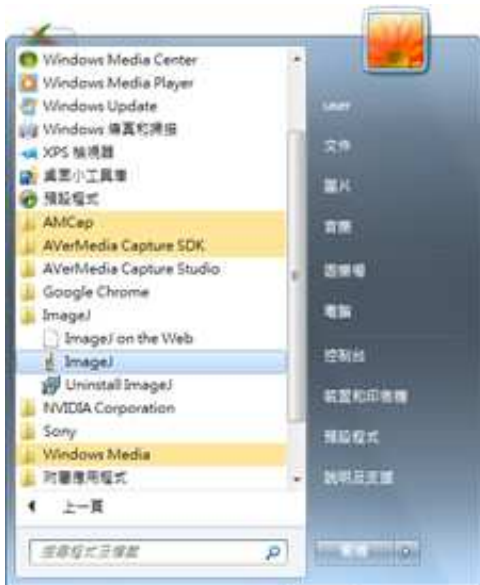 Windows Media Center
Windows Media Player
Windows Update
Windows 傳真和掃描
XPS 檢視器
桌面小工具庫
預設程式
AMCap
AVerMedia Capture SDK
AVerMedia Capture Studio
Google Chrome
ImageJ
ImageJ on the Web
ImageJ
Uninstall ImageJ
NVIDIA Corporation
Sony
Windows Media
附屬應用程式
上一頁
搜尋程式及檔案
user
文件
圖片
音樂
遊樂場
電腦
控制台
裝置和印表機
預設程式
說明及支援